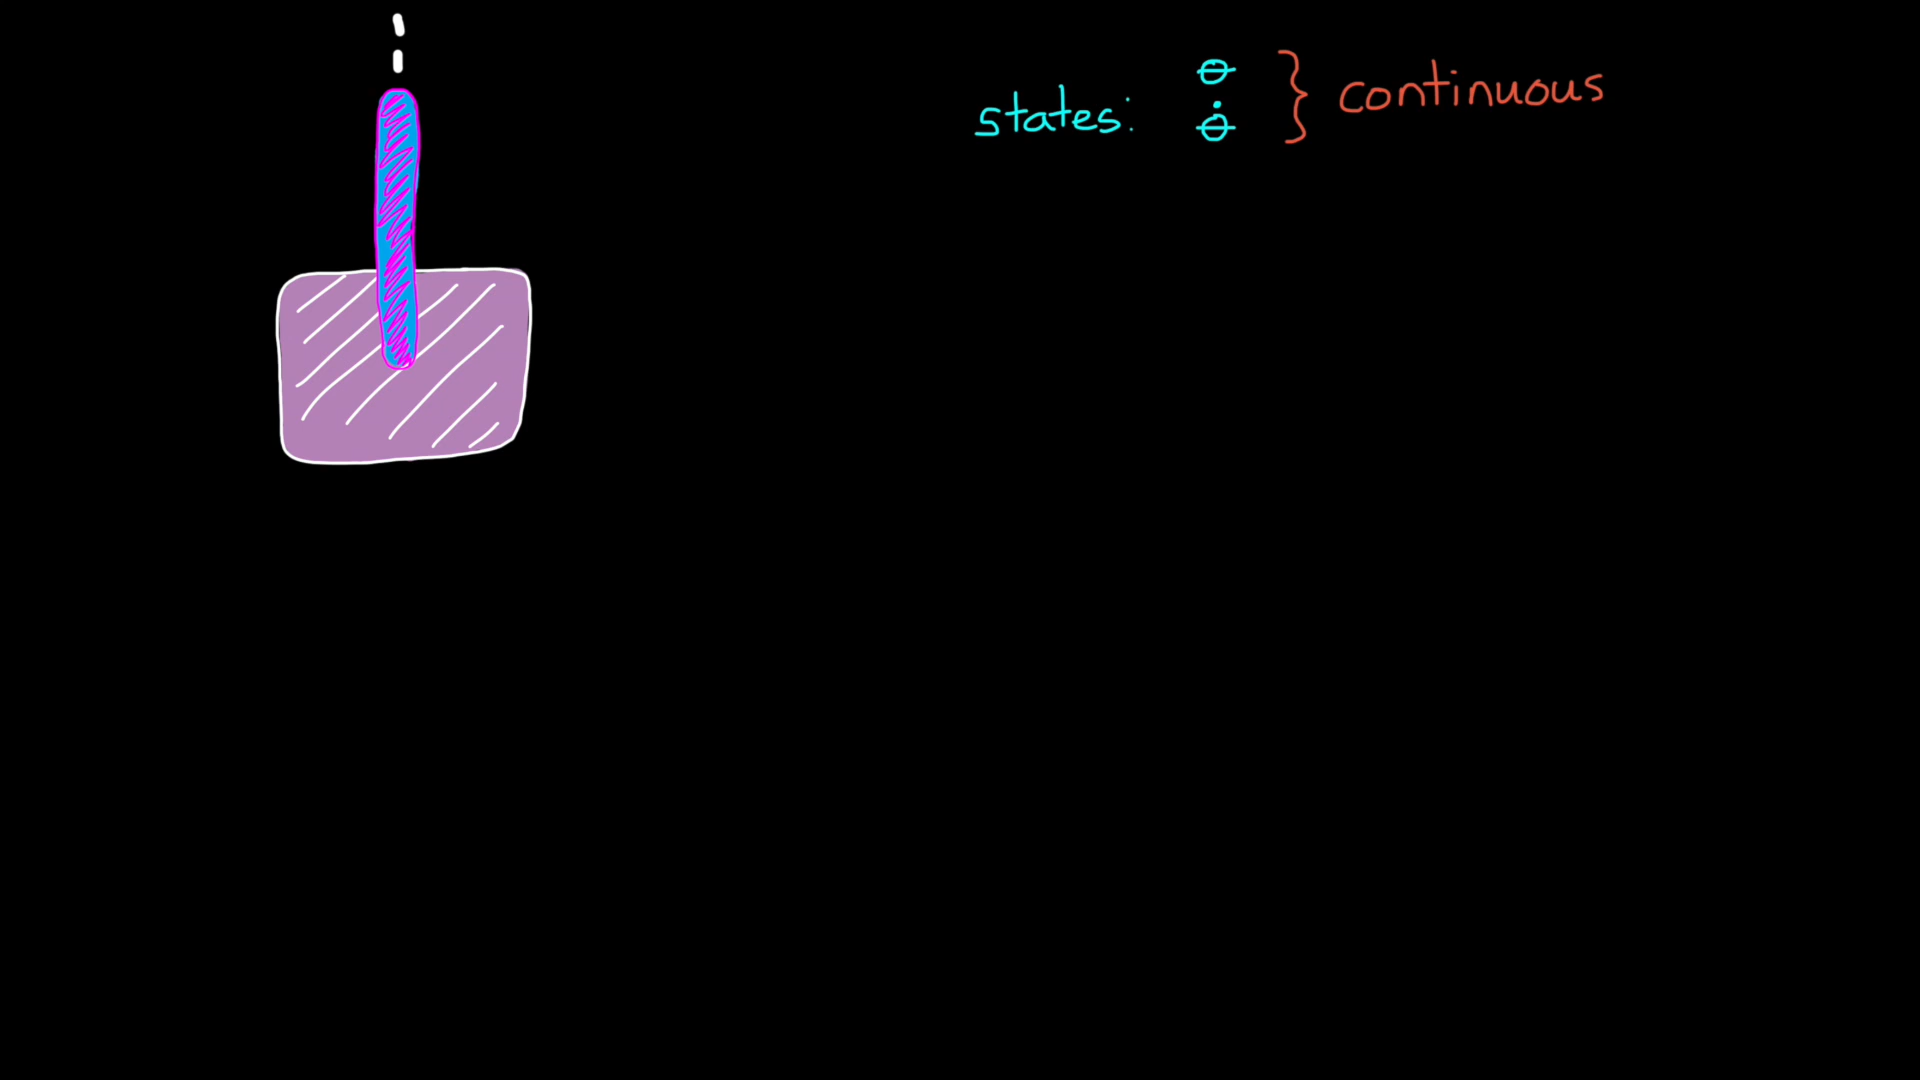 states: θ } continuous
θ̇